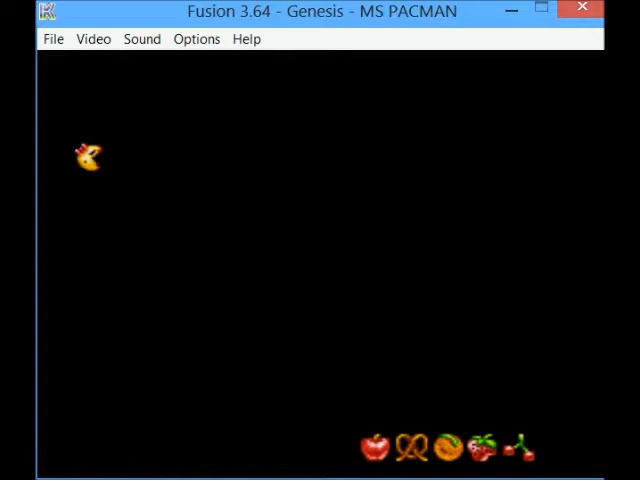 Fusion 3.64 - Genesis - MS PACMAN
File Video Sound Options Help